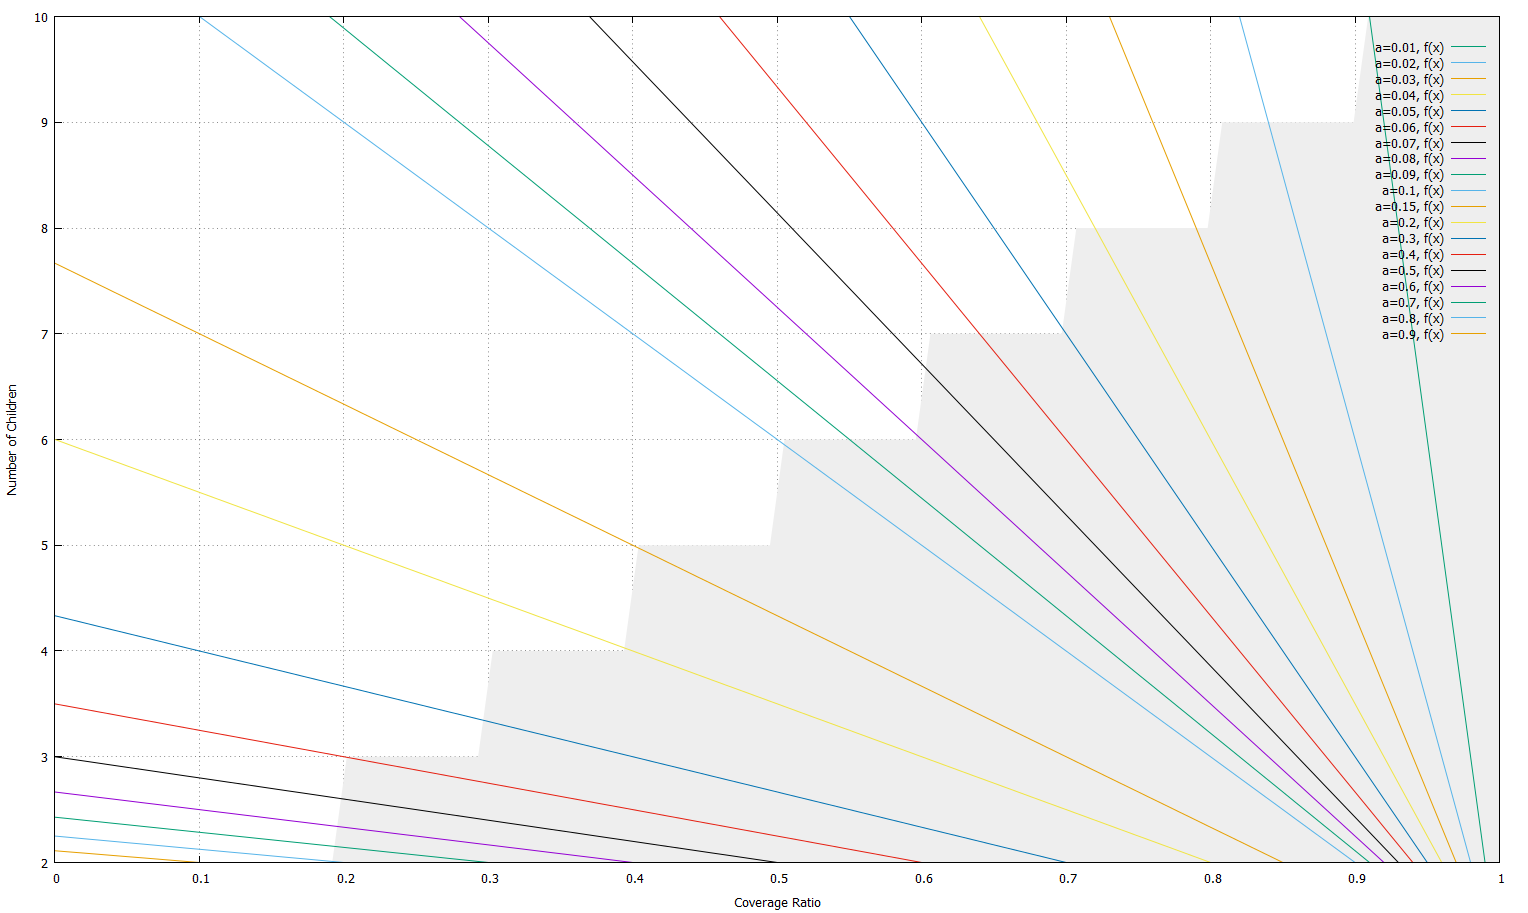 10
9
8
7
6
5
4
3
2
Number of Children
a=0.01, f(x)
a=0.02, f(x)
a=0.03, f(x)
a=0.04, f(x)
a=0.05, f(x)
a=0.06, f(x)
a=0.07, f(x)
a=0.08, f(x)
a=0.09, f(x)
a=0.1, f(x)
a=0.15, f(x)
a=0.2, f(x)
a=0.3, f(x)
a=0.4, f(x)
a=0.5, f(x)
a=0.6, f(x)
a=0.7, f(x)
a=0.8, f(x)
a=0.9, f(x)
0 0.1 0.2 0.3 0.4 0.5 0.6 0.7 0.8 0.9 1
Coverage Ratio